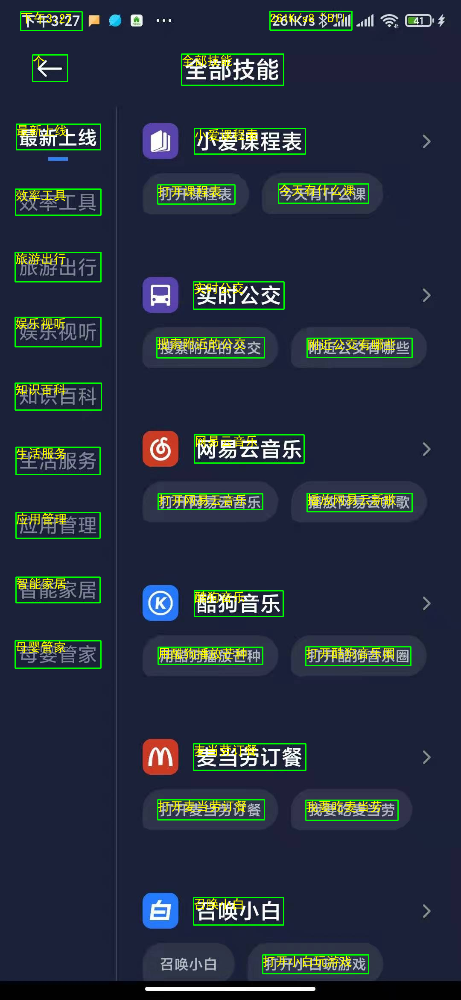 下午3:27 261K/s 41
全部技能
最新上线
效率工具
旅游出行
娱乐视听
知识百科
生活服务
应用管理
智能家居
母婴管家
小爱课程表
打开课程表 今天有什么课
实时公交
搜索附近的公交 附近公交有哪些
网易云音乐
打开网易云音乐 播放网易云新歌
酷狗音乐
用酷狗播放芒种 打开酷狗音乐圈
麦当劳订餐
打开麦当劳订餐 我要吃麦当劳
白 召唤小白
召唤小白 打开小白玩游戏